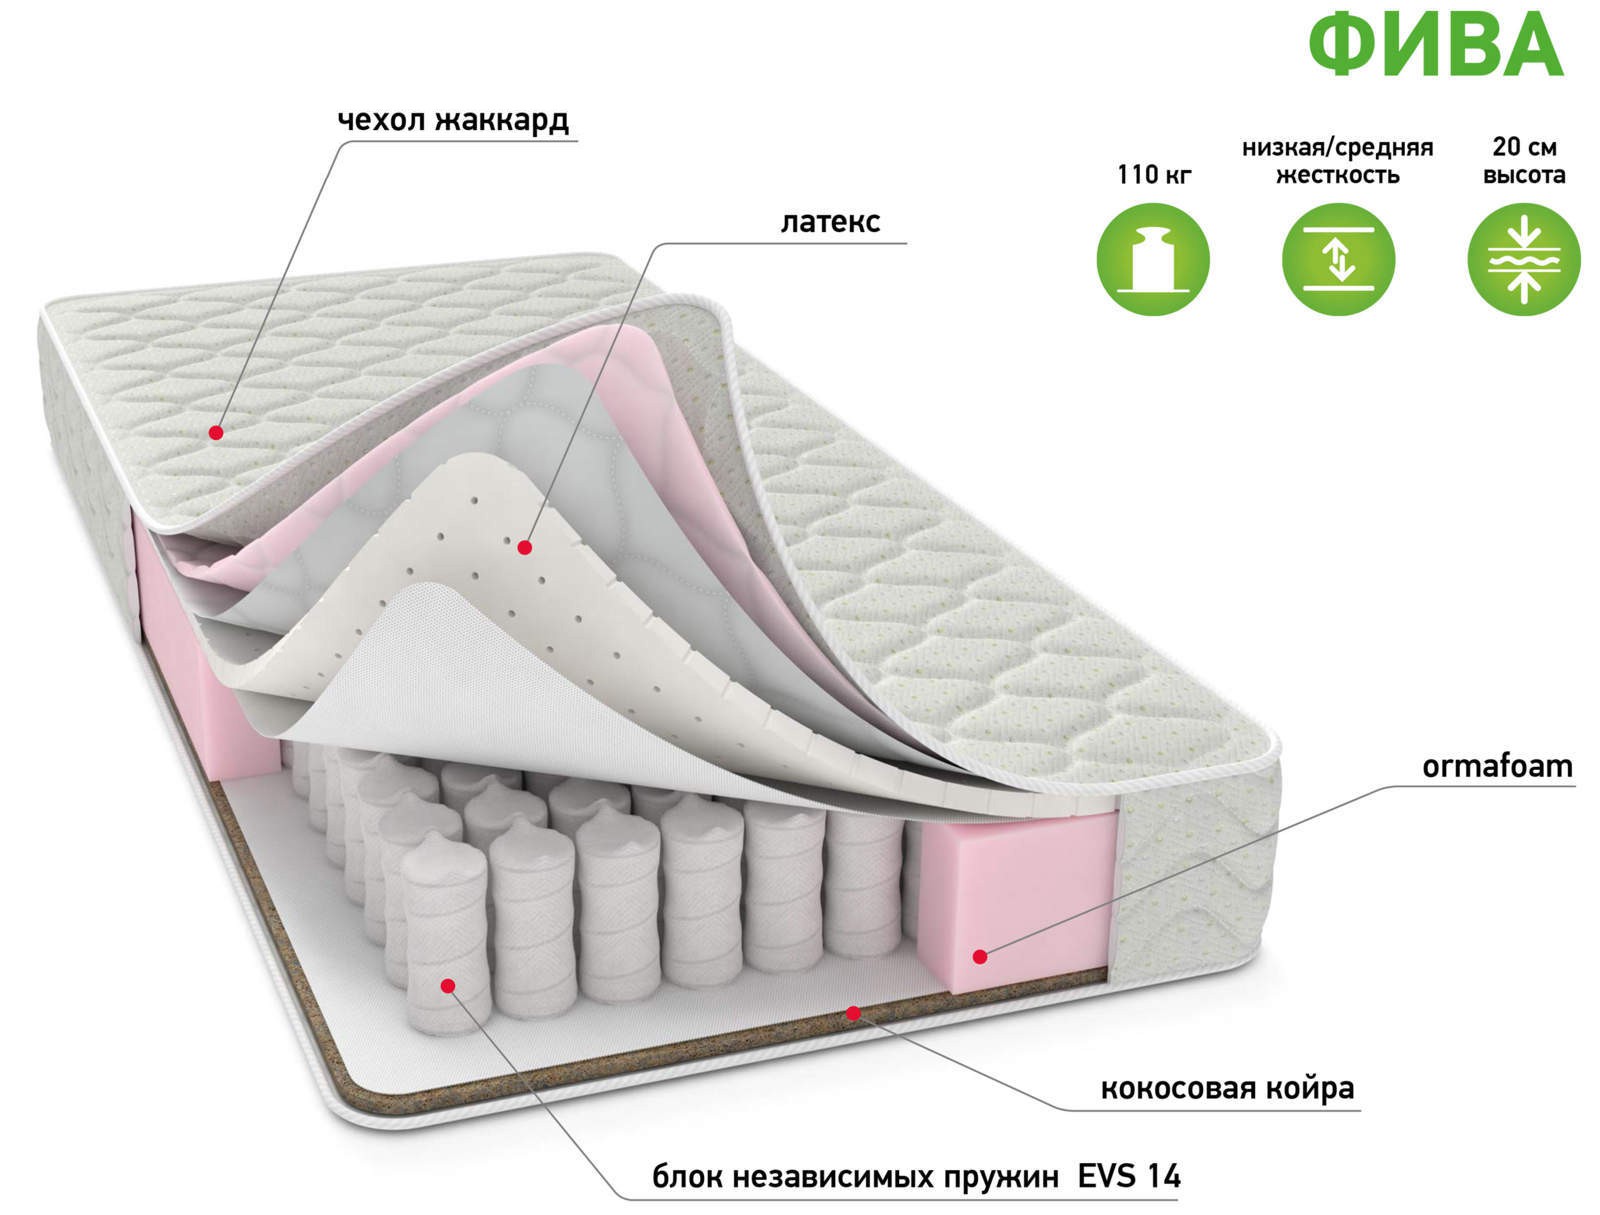 ФИВА
чехол жаккард
низкая/средняя
жесткость
20 см
высота
110 кг
латекс
ormafoam
кокосовая койра
блок независимых пружин EVS 14